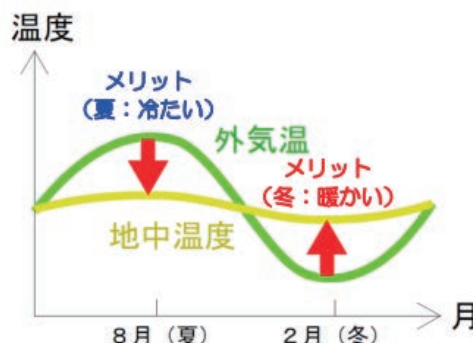 温度
メリット
（夏：冷たい）
外気温
メリット
（冬：暖かい）
地中温度
８月（夏）
２月（冬）
月